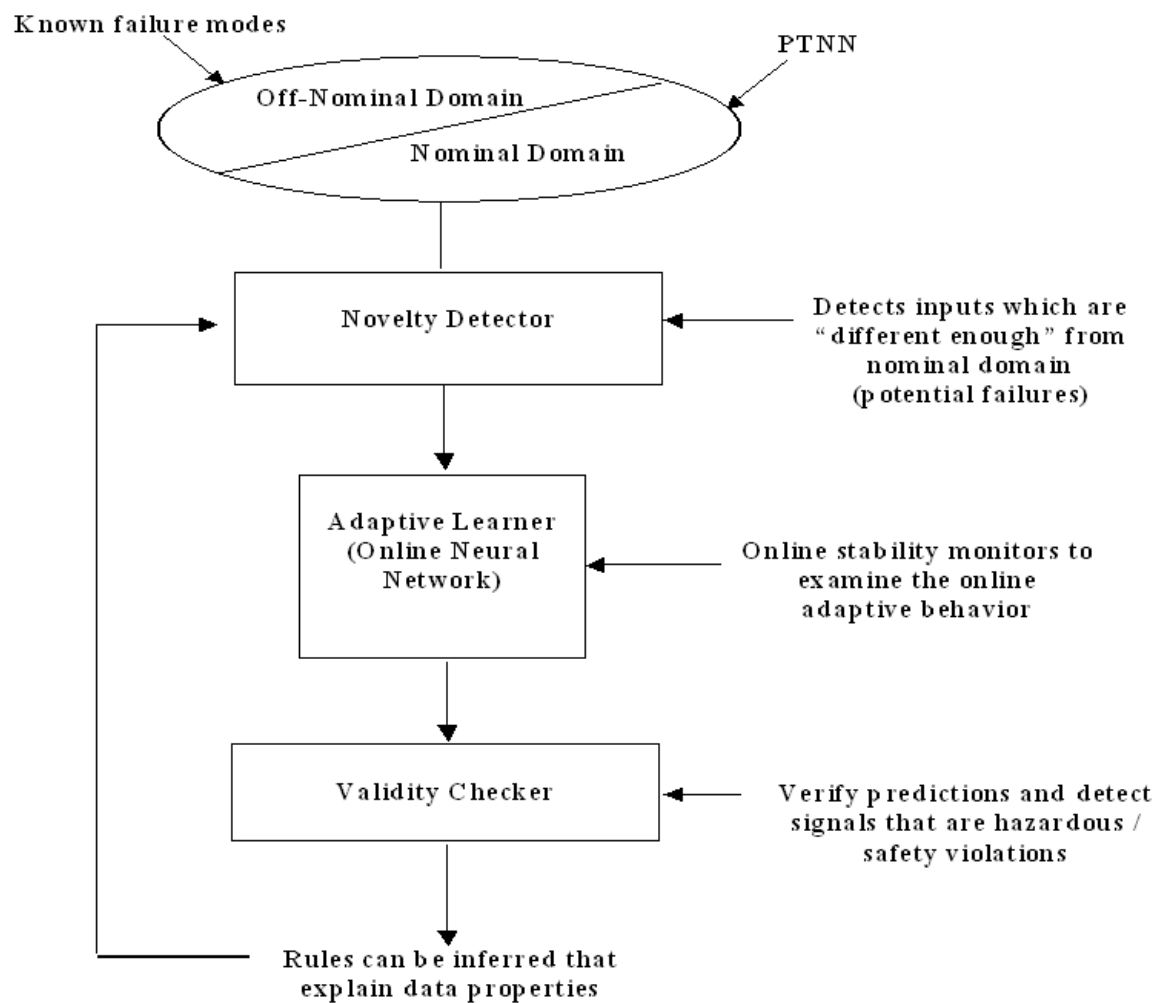 Known failure modes
PTNN
Off-Nominal Domain
Nominal Domain
Novelty Detector
Detects inputs which are
“different enough” from
nominal domain
(potential failures)
Adaptive Learner
(Online Neural
Network)
Online stability monitors to
examine the online
adaptive behavior
Validity Checker
Verify predictions and detect
signals that are hazardous /
safety violations
Rules can be inferred that
explain data properties